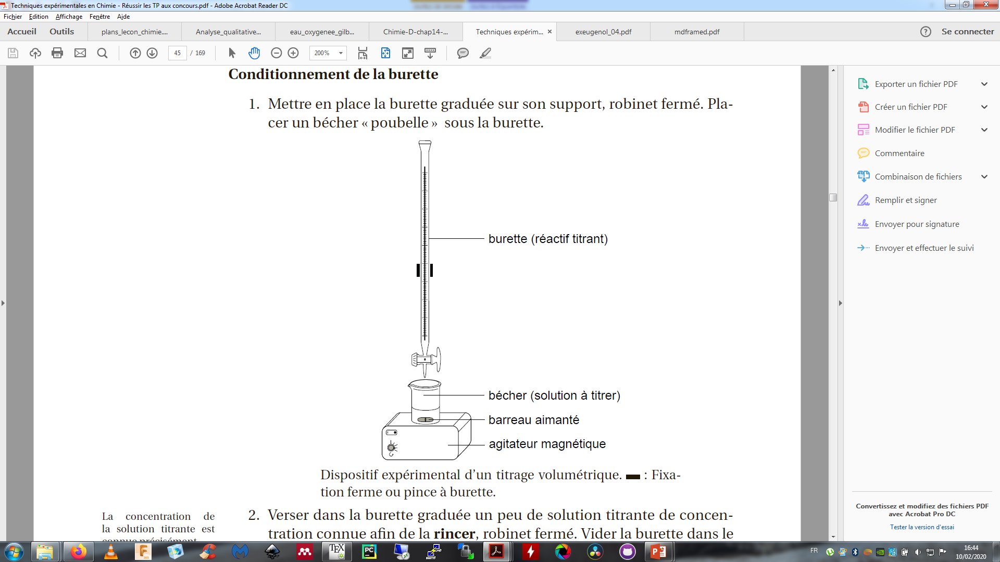 Techniques expérimentales en Chimie - Réussir les TP aux concours.pdf - Adobe Acrobat Reader DC
Fichier Edition Affichage Fenêtre Aide
Accueil Outils plans_lecon_chimie.... Analyse_qualitative... eau_oxygenee_gilb... Chimie-D-chap14-... Techniques expérim... exeugenol_04.pdf mdframed.pdf Se connecter
45 / 169 200%
Conditionnement de la burette
1. Mettre en place la burette graduée sur son support, robinet fermé. Pla-
cer un bécher « poubelle » sous la burette.
burette (réactif titrant)
bécher (solution à titrer)
barreau aimanté
agitateur magnétique
Dispositif expérimental d'un titrage volumétrique. : Fixa-
tion ferme ou pince à burette.
La concentration de
la solution titrante est
connue précisément
2. Verser dans la burette graduée un peu de solution titrante de concen-
tration connue afin de la rincer, robinet fermé. Vider la burette dans le
Exporter un fichier PDF
Créer un fichier PDF
Modifier le fichier PDF
Commentaire
Combinaison de fichiers
Remplir et signer
Envoyer pour signature
Envoyer et effectuer le suivi
Convertissez et modifiez des fichiers PDF
avec Acrobat Pro DC
Tester la version d'essai
FR
16:44
10/02/2020